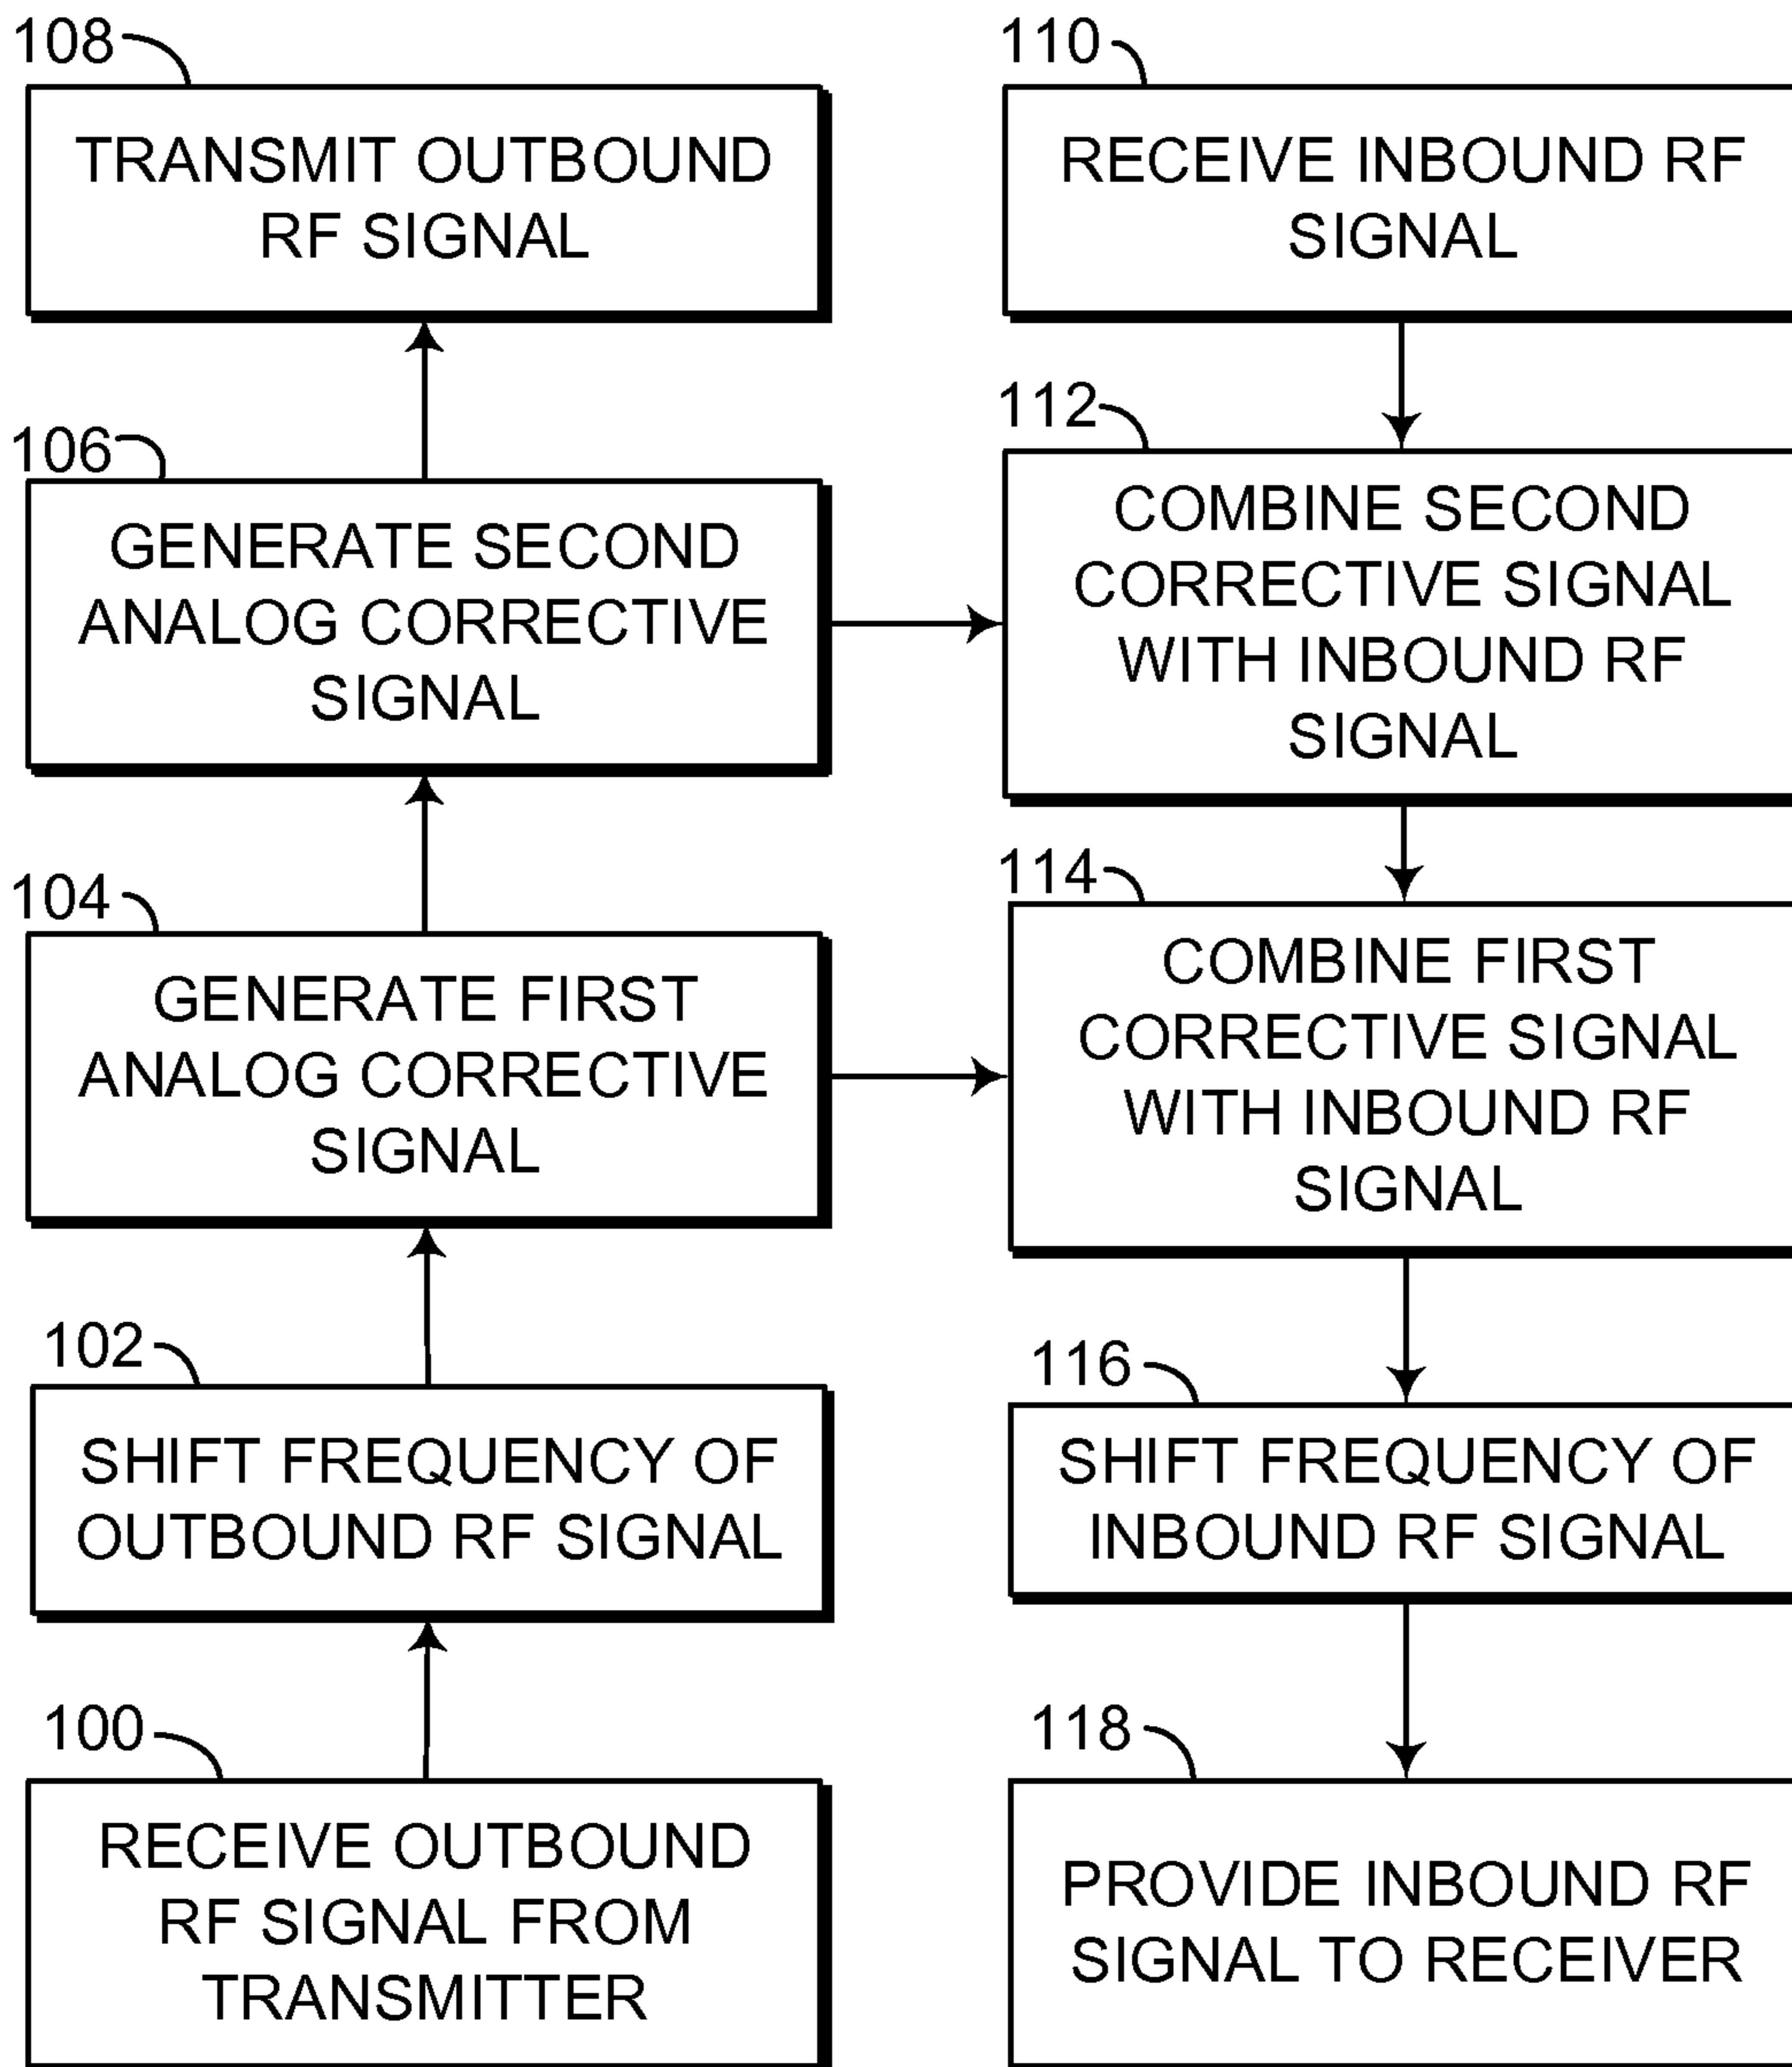 108
TRANSMIT OUTBOUND
RF SIGNAL
106
GENERATE SECOND
ANALOG CORRECTIVE
SIGNAL
104
GENERATE FIRST
ANALOG CORRECTIVE
SIGNAL
102
SHIFT FREQUENCY OF
OUTBOUND RF SIGNAL
100
RECEIVE OUTBOUND
RF SIGNAL FROM
TRANSMITTER
110
RECEIVE INBOUND RF
SIGNAL
112
COMBINE SECOND
CORRECTIVE SIGNAL
WITH INBOUND RF
SIGNAL
114
COMBINE FIRST
CORRECTIVE SIGNAL
WITH INBOUND RF
SIGNAL
116
SHIFT FREQUENCY OF
INBOUND RF SIGNAL
118
PROVIDE INBOUND RF
SIGNAL TO RECEIVER